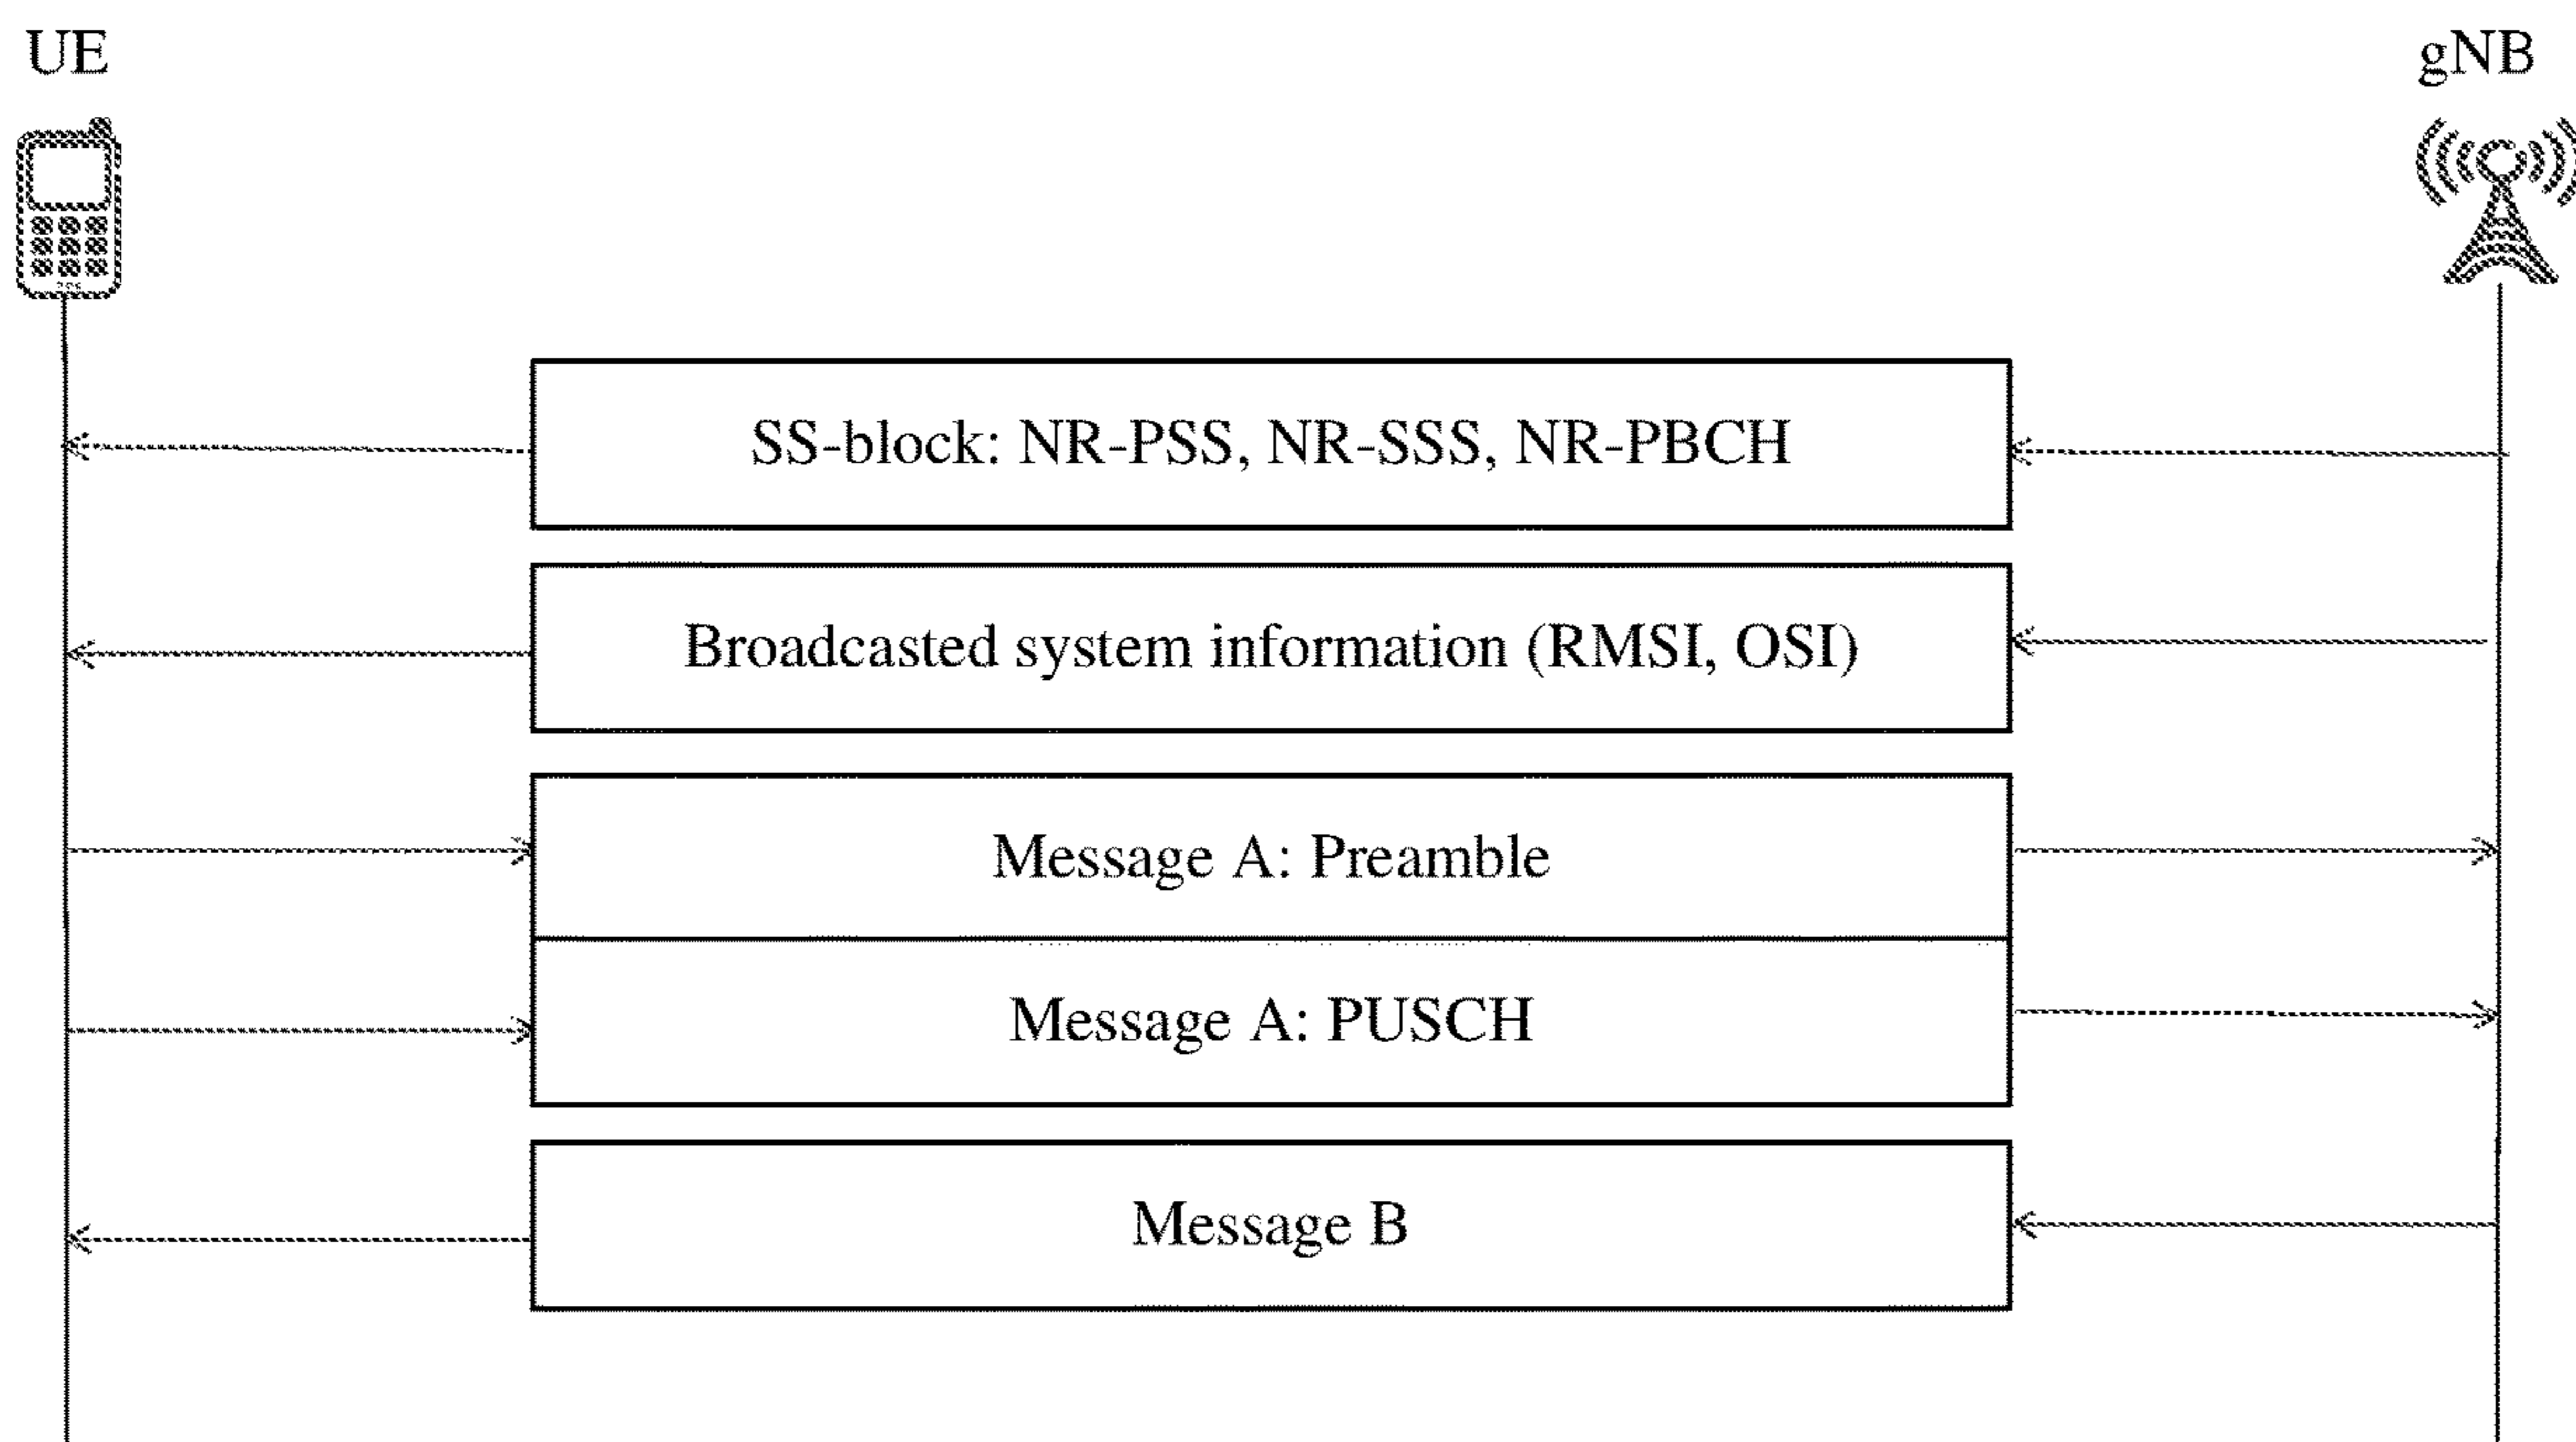 UE
gNB
SS-block: NR-PSS, NR-SSS, NR-PBCH
Broadcasted system information (RMSI, OSI)
Message A: Preamble
Message A: PUSCH
Message B